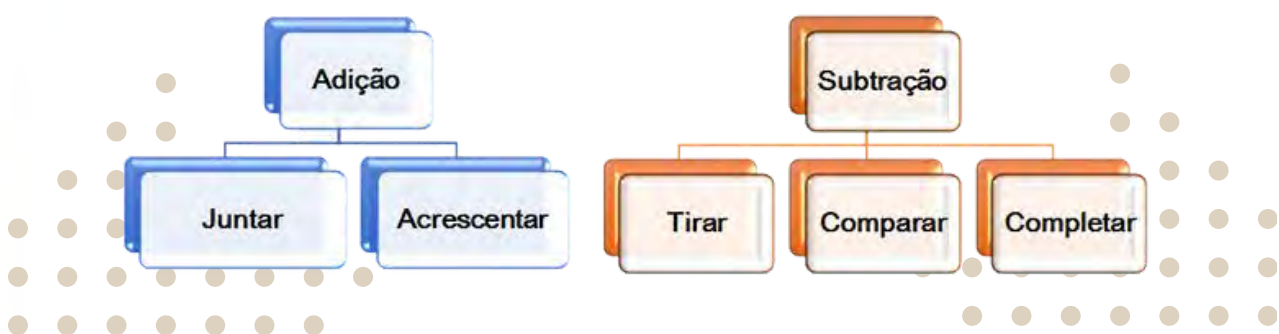 Adição
Juntar
Acrescentar
Subtração
Tirar
Comparar
Completar